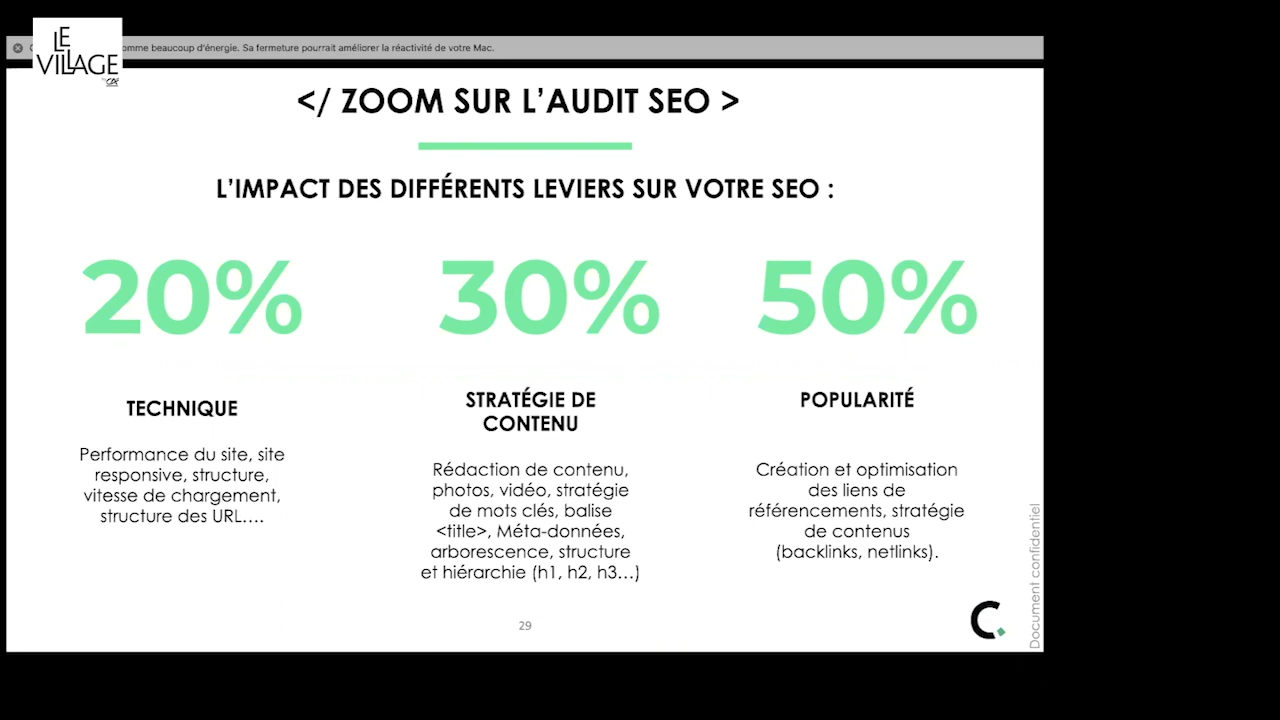 LE
VILLAGE
by CA
omme beaucoup d'énergie. Sa fermeture pourrait améliorer la réactivité de votre Mac.
</ ZOOM SUR L'AUDIT SEO >
L'IMPACT DES DIFFÉRENTS LEVIERS SUR VOTRE SEO :
20%
TECHNIQUE
Performance du site, site
responsive, structure,
vitesse de chargement,
structure des URL....
30%
STRATÉGIE DE
CONTENU
Rédaction de contenu,
photos, vidéo, stratégie
de mots clés, balise
<title>, Méta-données,
arborescence, structure
et hiérarchie (h1, h2, h3...)
50%
POPULARITÉ
Création et optimisation
des liens de
référencements, stratégie
de contenus
(backlinks, netlinks).
29
C.
Document confidentiel